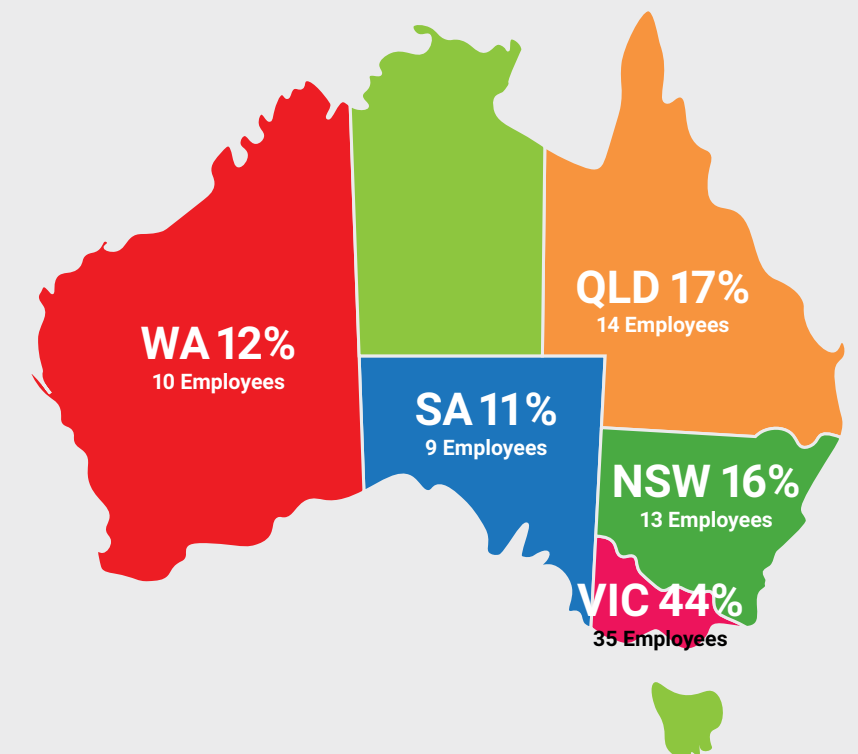 QLD 17%
14 Employees
WA 12%
10 Employees
SA 11%
9 Employees
NSW 16%
13 Employees
VIC 44%
35 Employees